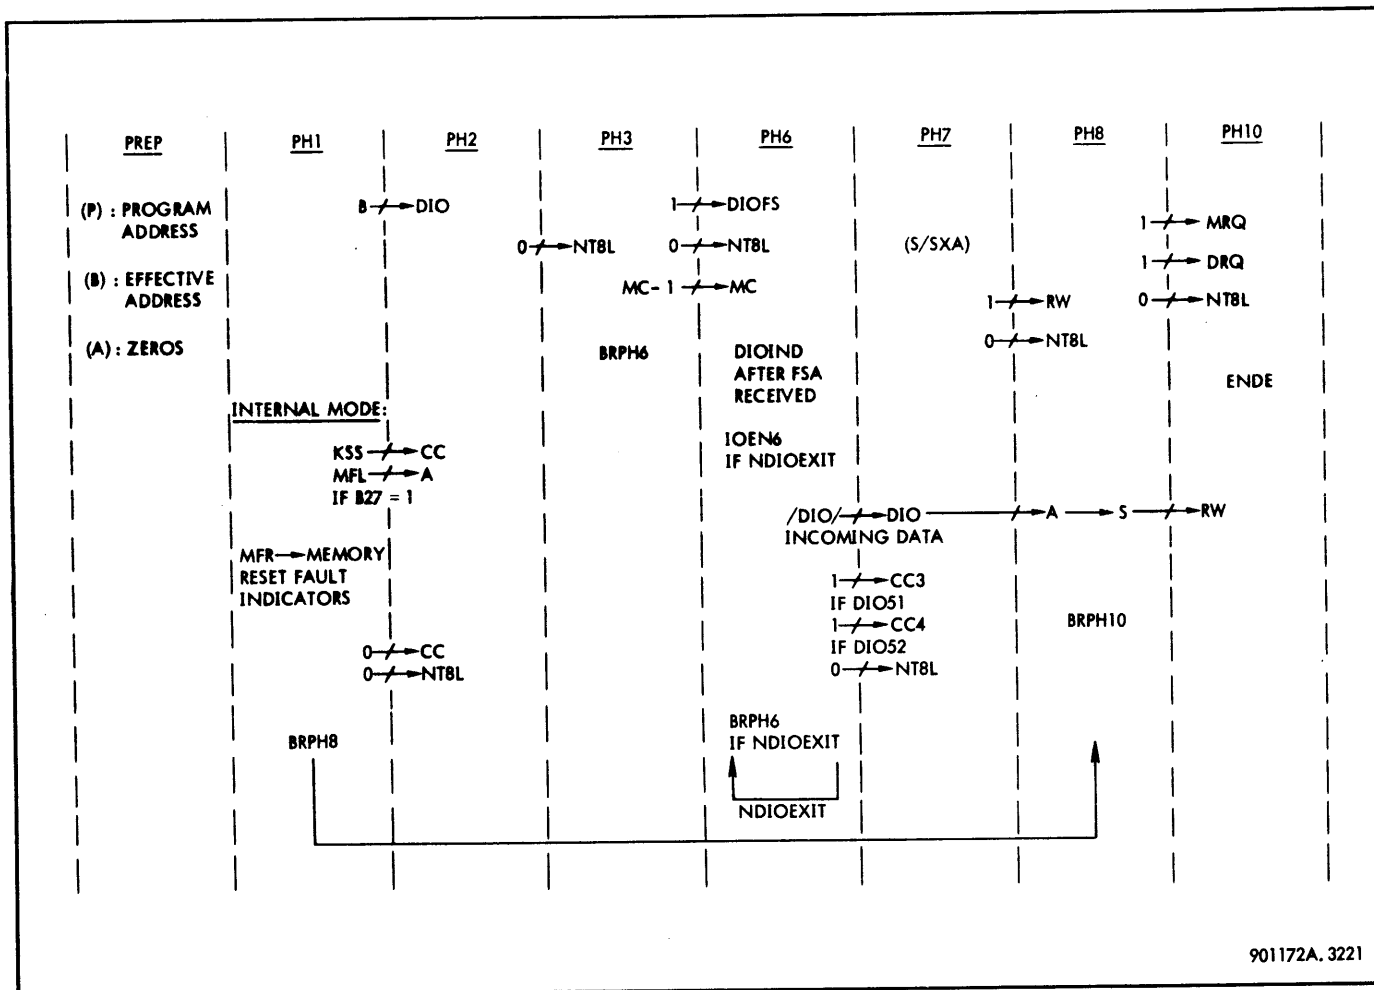 PREP
PH1
PH2
PH3
PH6
PH7
PH8
PH10
(P) : PROGRAM
ADDRESS
(B) : EFFECTIVE
ADDRESS
(A) : ZEROS
B DIO
INTERNAL MODE:
KSS CC
MFL A
IF B27 = 1
MFR MEMORY
RESET FAULT
INDICATORS
0 CC
0 NT8L
BRPH8
0 NT8L
1 DIOFS
0 NT8L
MC-1 MC
BRPH6
DIOIND
AFTER FSA
RECEIVED
IOEN6
IF NDIOEXIT
/DIO/ DIO A S RW
INCOMING DATA
1 CC3
IF DIO51
1 CC4
IF DIO52
0 NT8L
BRPH6
IF NDIOEXIT
NDIOEXIT
(S/SXA)
1 RW
0 NT8L
BRPH10
1 MRQ
1 DRQ
0 NT8L
ENDE
901172A. 3221